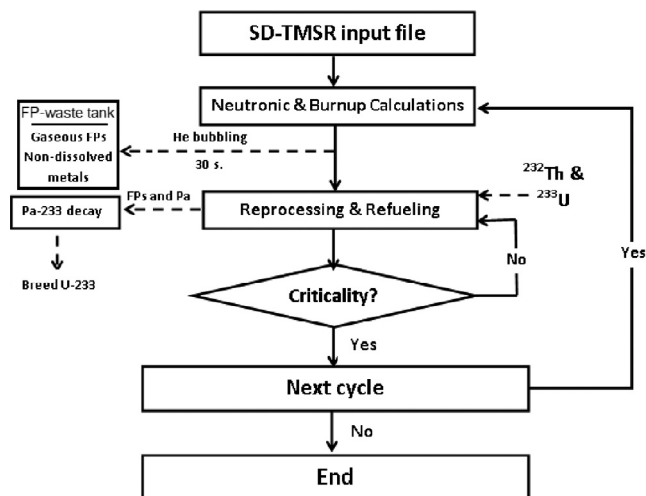 SD-TMSR input file
Neutronic & Burnup Calculations
FP-waste tank
Gaseous FPs
Non-dissolved
metals
He bubbling
30 s.
²³²Th &
²³³U
FPs and Pa
Pa-233 decay
Reprocessing & Refueling
Breed U-233
No
Yes
Criticality?
Yes
Next cycle
No
End